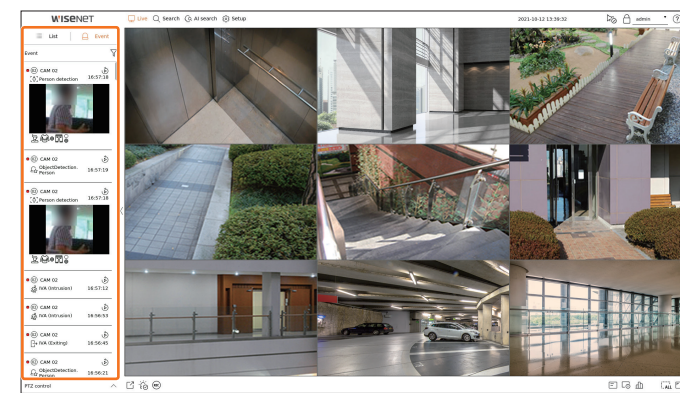 WISENET
Live Search AI search Setup
2021-10-12 13:39:32
admin
List Event
Event
CAM 02
Person detection 16:57:18
CAM 02
ObjectDetection. Person 16:57:19
CAM 02
Person detection 16:57:18
CAM 02
IVA (Intrusion) 16:57:12
CAM 02
IVA (Intrusion) 16:56:53
CAM 02
IVA (Exiting) 16:56:45
CAM 02
ObjectDetection. Person 16:56:21
PTZ control
ALL